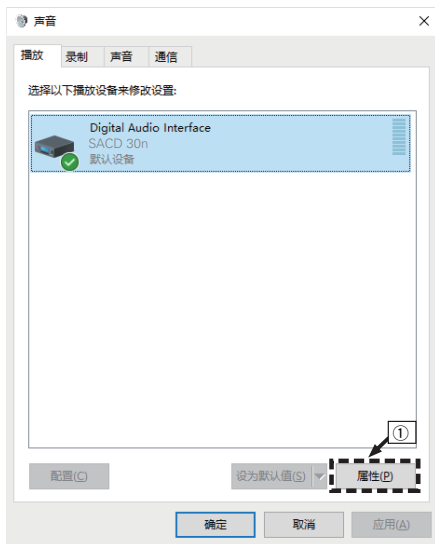 声音
播放 录制 声音 通信
选择以下播放设备来修改设置:
Digital Audio Interface
SACD 30n
默认设备
①
配置(C) 设为默认值(S) 属性(P)
确定 取消 应用(A)